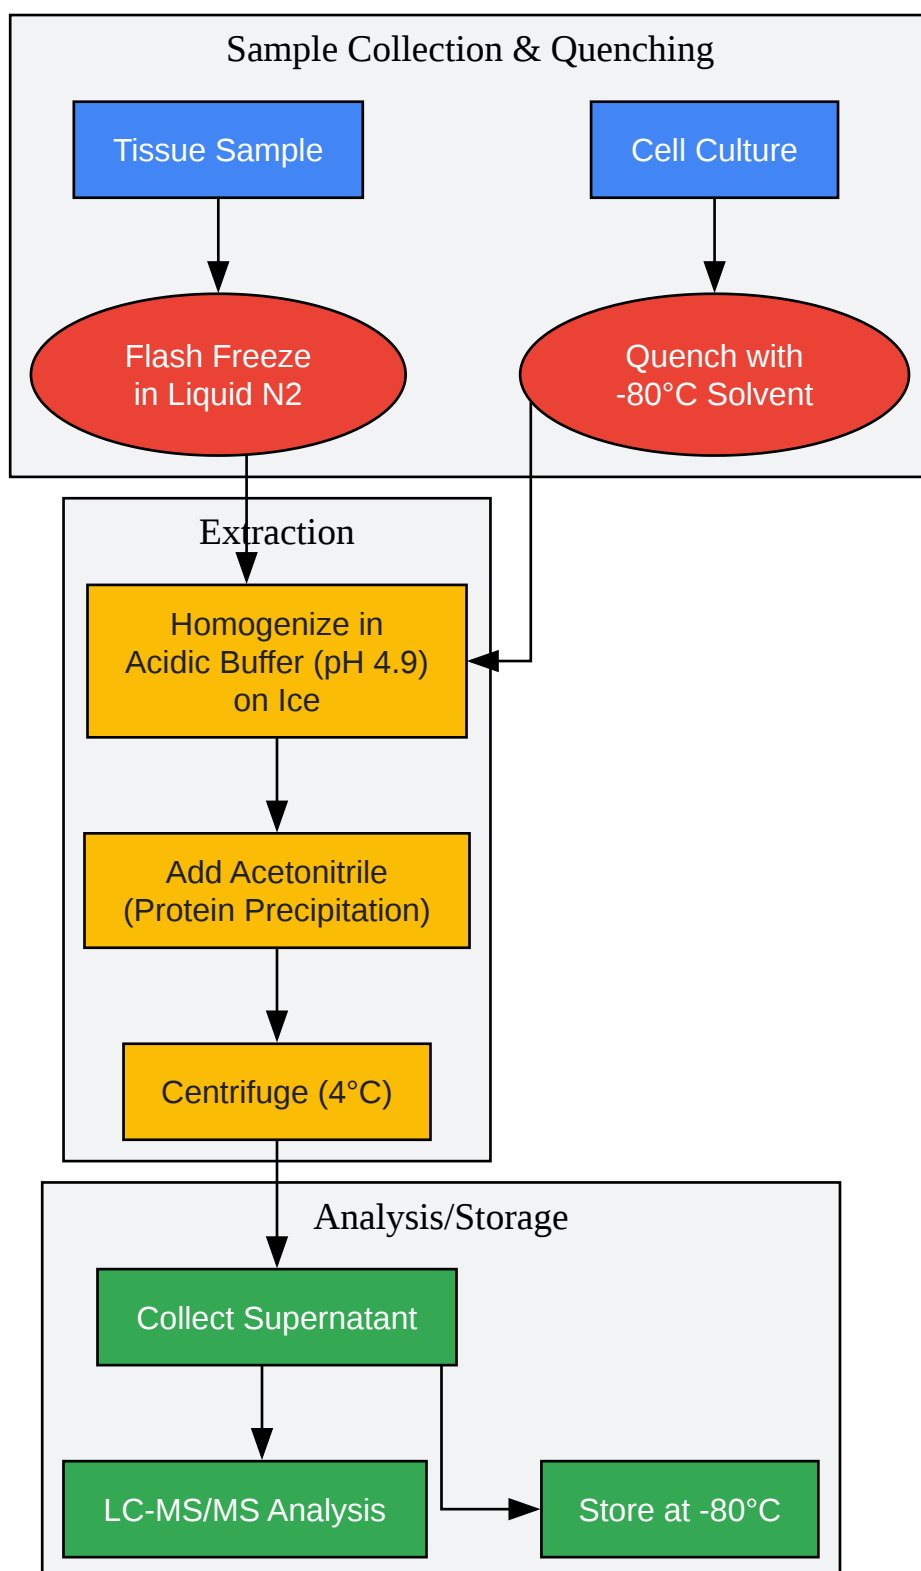 Sample Collection & Quenching
Tissue Sample
Cell Culture
Flash Freeze
in Liquid N2
Quench with
-80°C Solvent
Extraction
Homogenize in
Acidic Buffer (pH 4.9)
on Ice
Add Acetonitrile
(Protein Precipitation)
Centrifuge (4°C)
Analysis/Storage
Collect Supernatant
LC-MS/MS Analysis
Store at -80°C